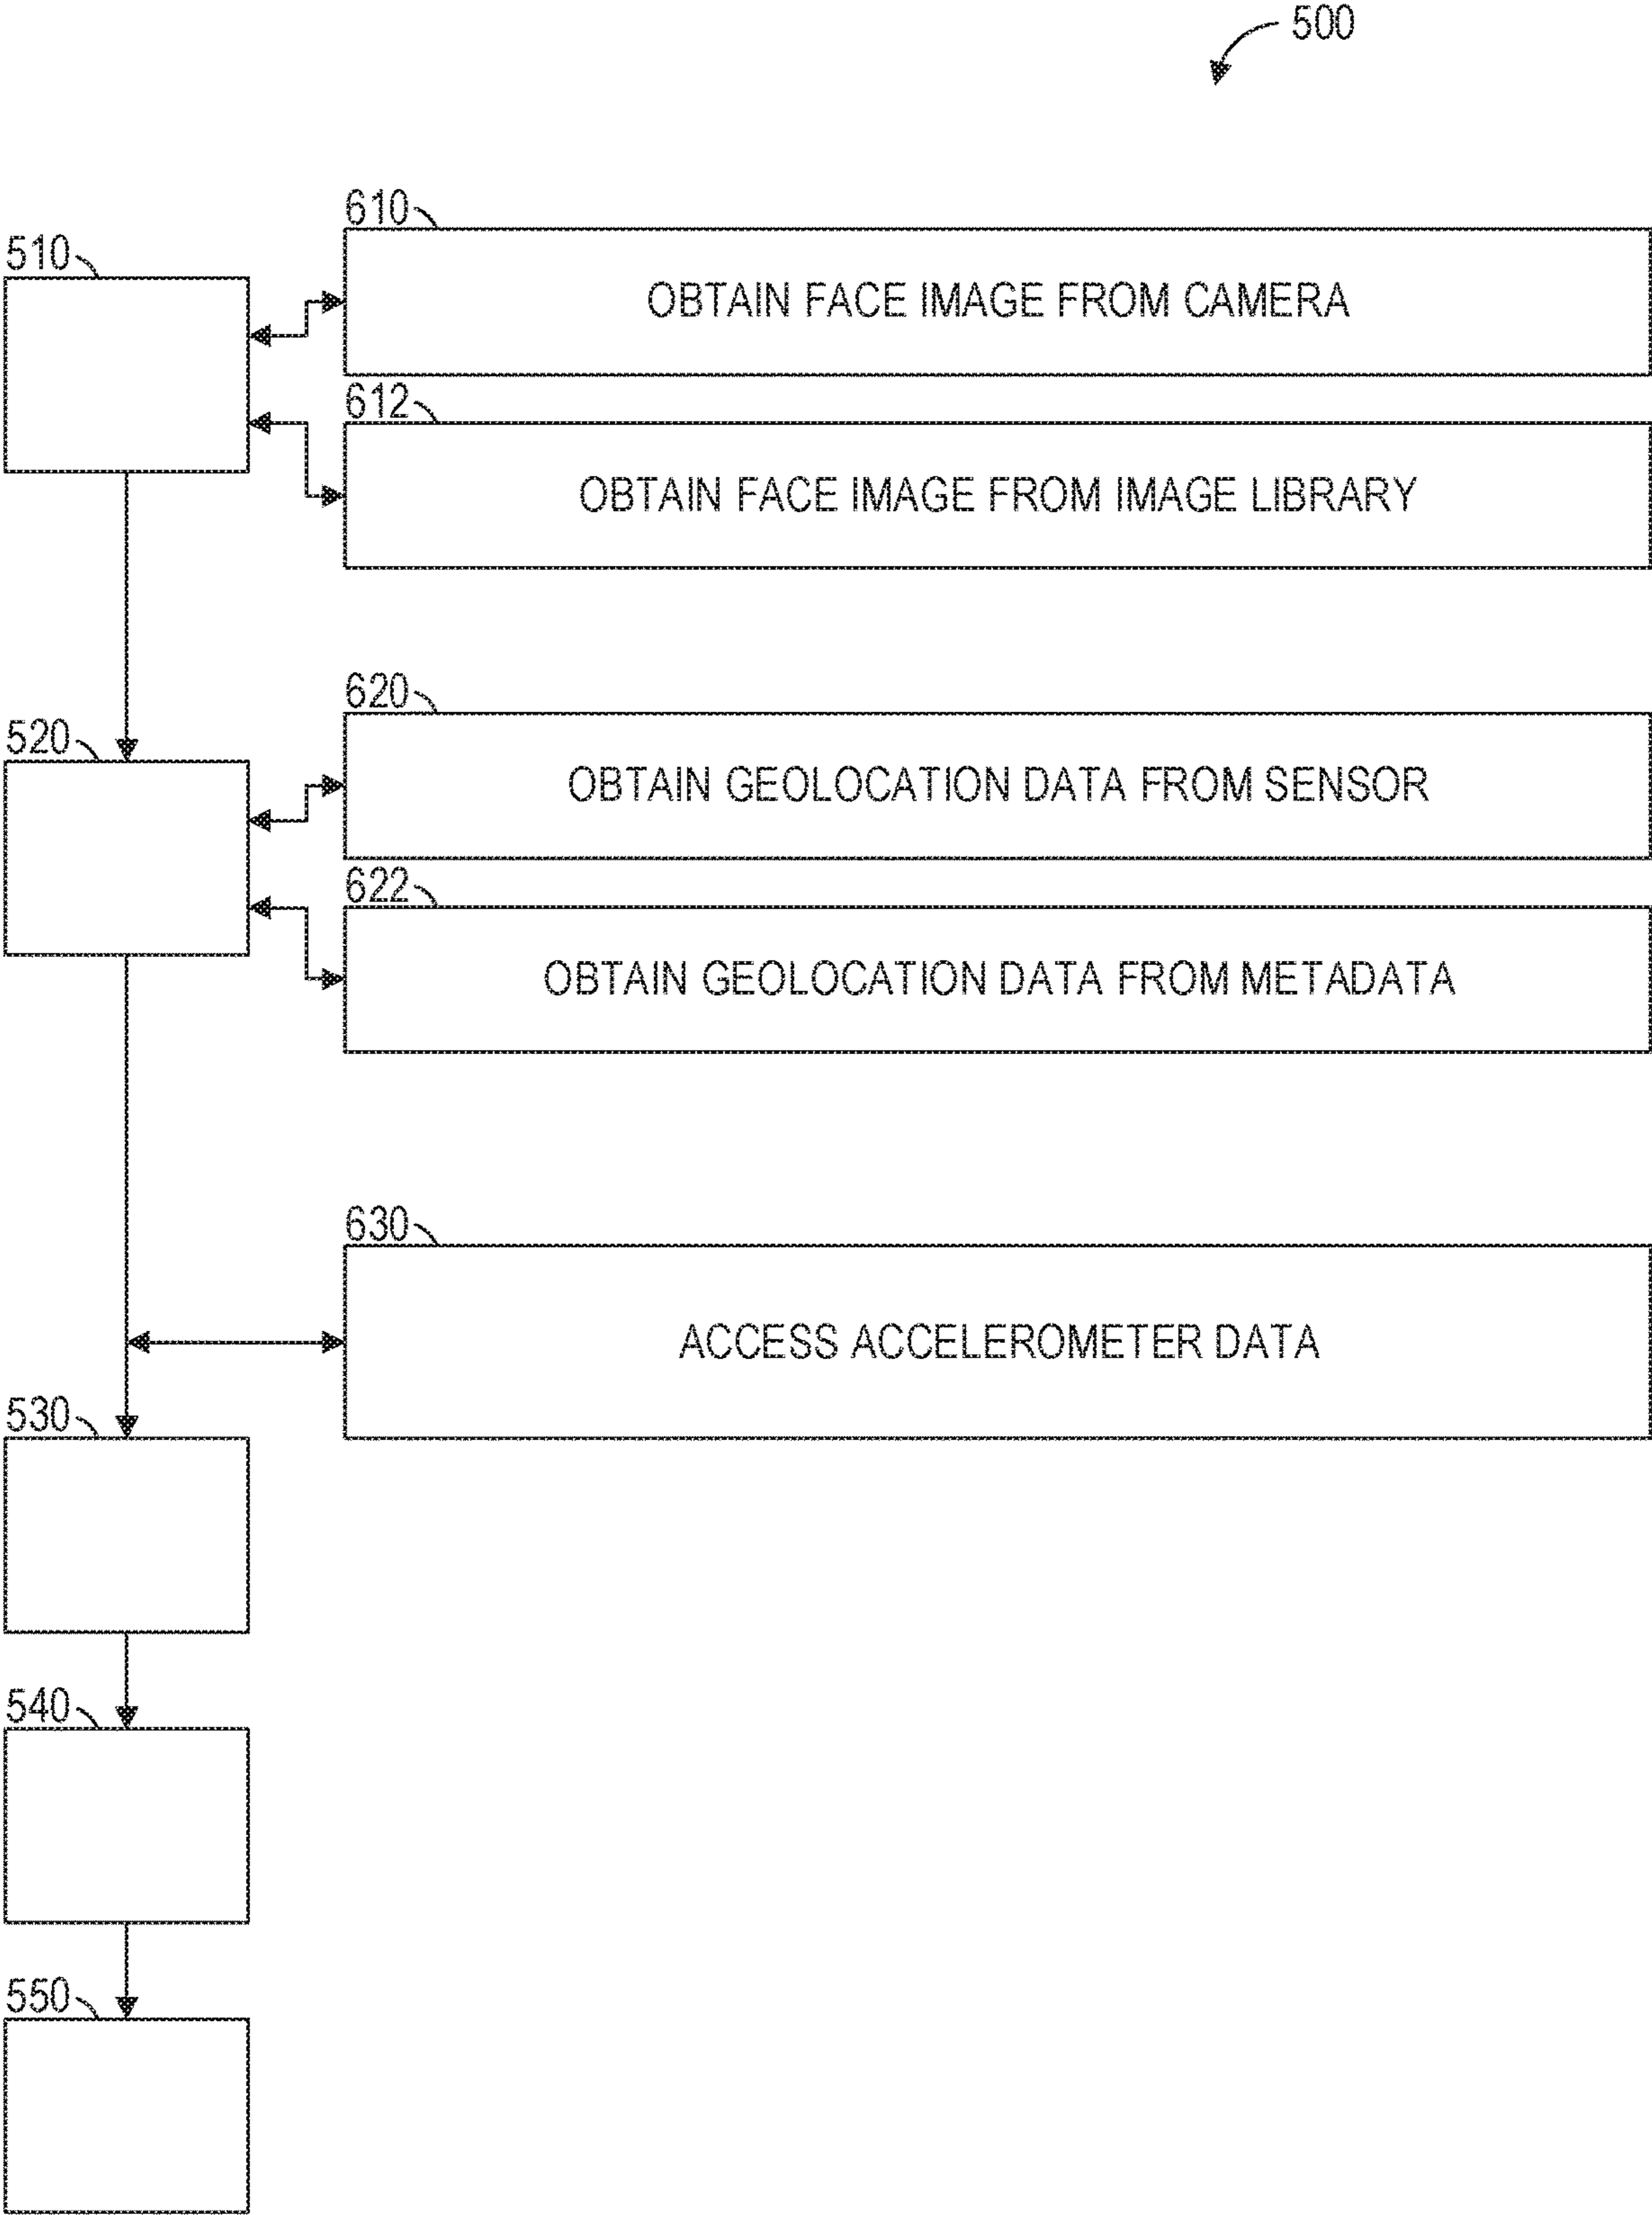 500
610
510
OBTAIN FACE IMAGE FROM CAMERA
612
OBTAIN FACE IMAGE FROM IMAGE LIBRARY
620
520
OBTAIN GEOLOCATION DATA FROM SENSOR
622
OBTAIN GEOLOCATION DATA FROM METADATA
630
ACCESS ACCELEROMETER DATA
530
540
550